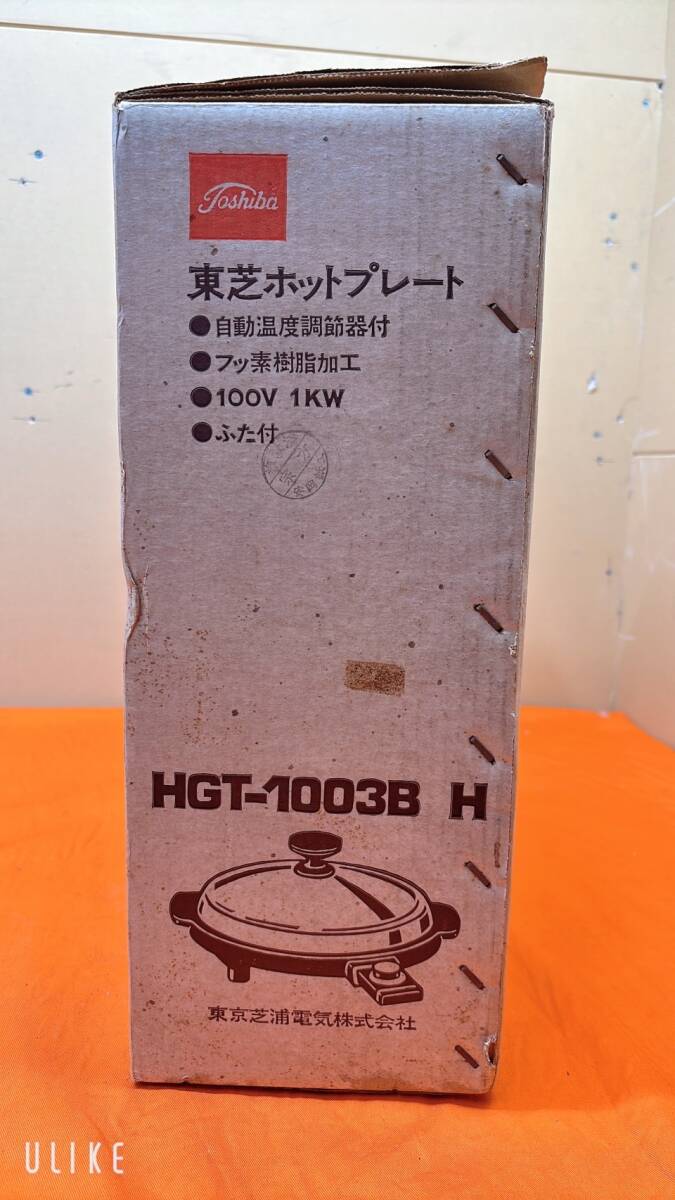 Toshiba
東芝ホットプレート
●自動温度調節器付
●フッ素樹脂加工
●100V 1KW
●ふた付
HGT-1003B H
東京芝浦電気株式会社
ULIKE